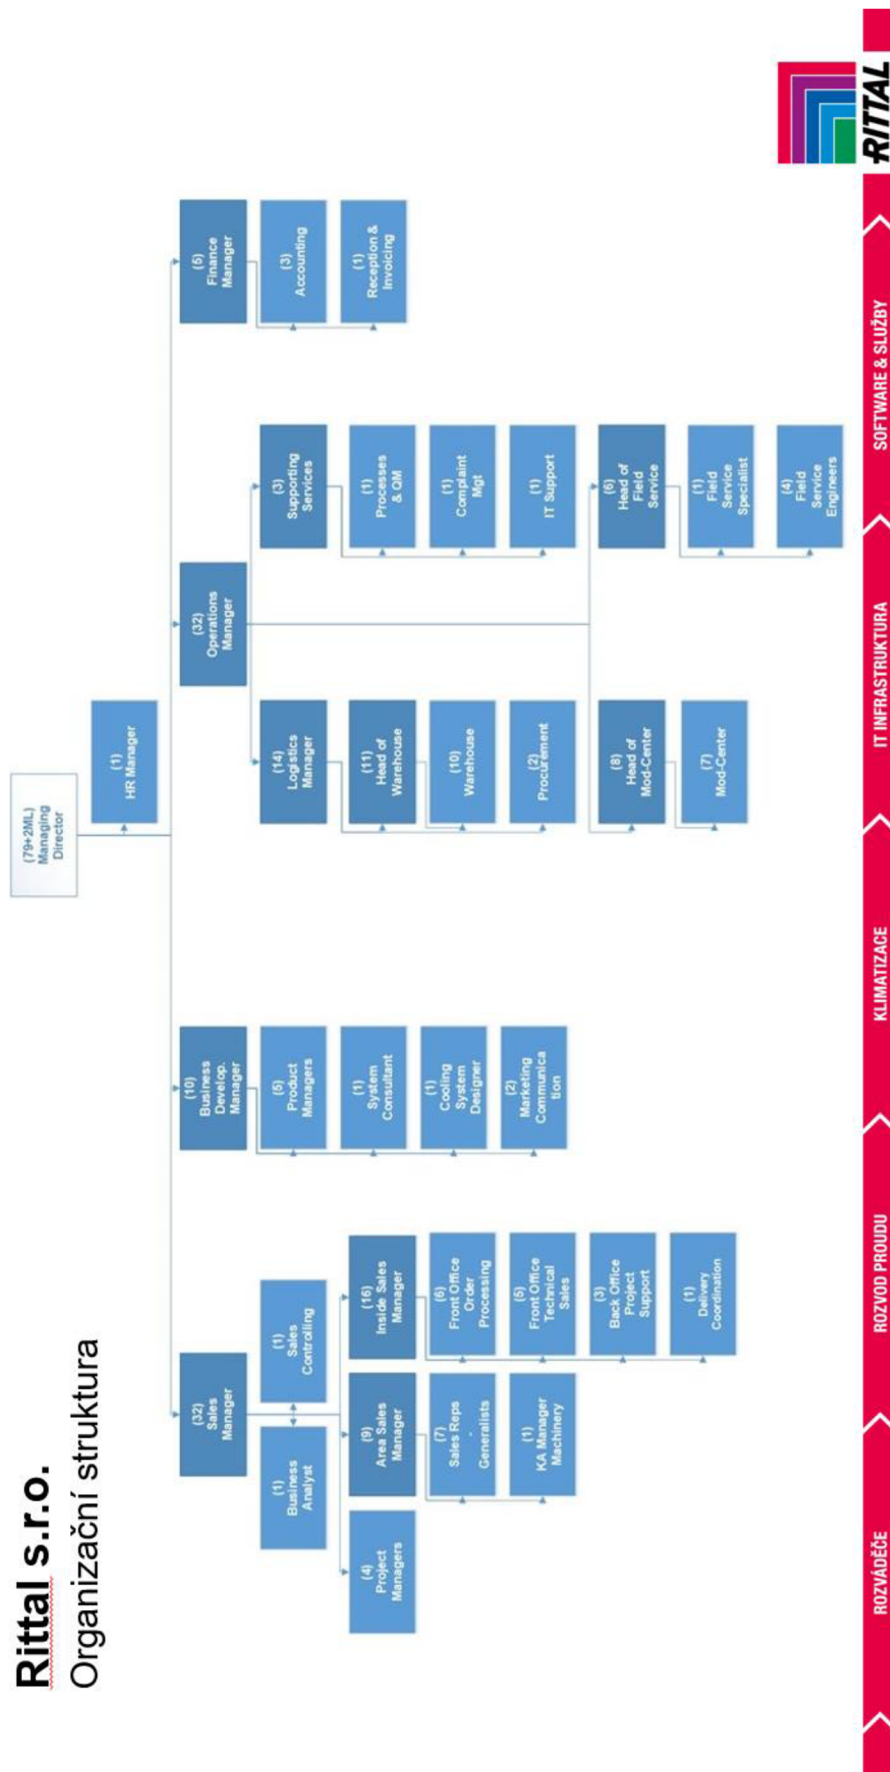 Rittal s.r.o.
Organizační struktura
(79+2ML)
Managing
Director
(1)
HR Manager
(32)
Sales
Manager
(10)
Business
Develop.
Manager
(32)
Operations
Manager
(5)
Finance
Manager
(1)
Business
Analyst
(1)
Sales
Controlling
(4)
Project
Managers
(9)
Area Sales
Manager
(7)
Sales Reps
-
Generalists
(1)
KA Manager
Machinery
(16)
Inside Sales
Manager
(6)
Front Office
Order
Processing
(5)
Front Office
Technical
Sales
(3)
Back Office
Project
Support
(1)
Delivery
Coordination
(5)
Product
Managers
(1)
System
Consultant
(1)
Cooling
System
Designer
(2)
Marketing
Communica
tion
(14)
Logistics
Manager
(11)
Head of
Warehouse
(10)
Warehouse
(2)
Procurement
(3)
Supporting
Services
(1)
Processes
& QM
(1)
Complaint
Mgt
(1)
IT Support
(8)
Head of
Mod-Center
(7)
Mod-Center
(6)
Head of
Field
Service
(1)
Field
Service
Specialist
(4)
Field
Service
Engineers
(3)
Accounting
(1)
Reception &
Invoicing
ROZVÁDĚČE
ROZVOD PROUDU
KLIMATIZACE
IT INFRASTRUKTURA
SOFTWARE & SLUŽBY
RITTAL